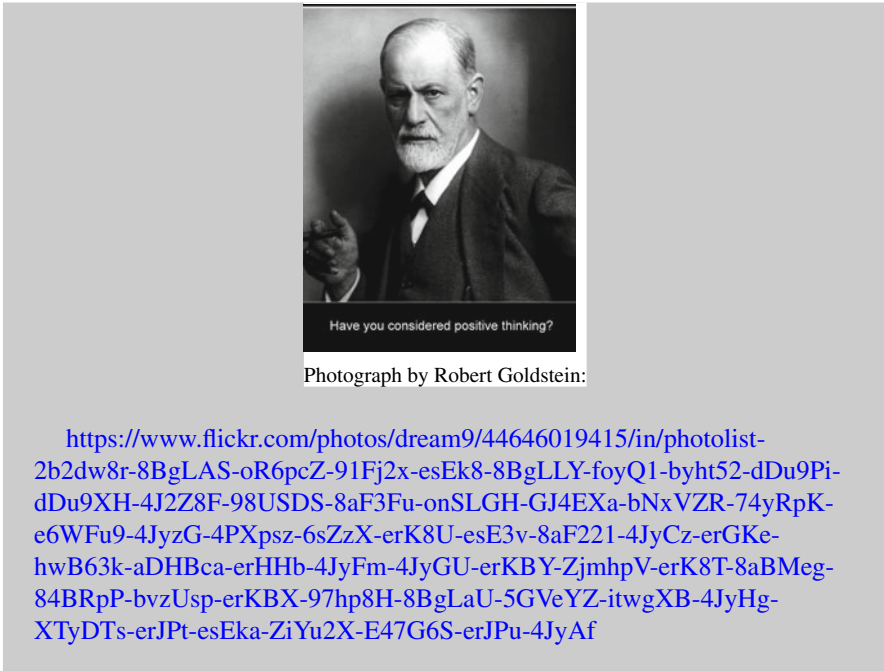 Have you considered positive thinking?
Photograph by Robert Goldstein:
https://www.flickr.com/photos/dream9/44646019415/in/photolist-
2b2dw8r-8BgLAS-oR6pcZ-91Fj2x-esEk8-8BgLLY-foyQ1-byht52-dDu9Pi-
dDu9XH-4J2Z8F-98USDS-8aF3Fu-onSLGH-GJ4EXa-bNxVZR-74yRpK-
e6WFu9-4JyzG-4PXpsz-6sZzX-erK8U-esE3v-8aF221-4JyCz-erGKe-
hwB63k-aDHBca-erHHb-4JyFm-4JyGU-erKBY-ZjmhpV-erK8T-8aBMeg-
84BRpP-bvzUsp-erKBX-97hp8H-8BgLaU-5GVeYZ-itwgXB-4JyHg-
XTyDTs-erJPt-esEka-ZiYu2X-E47G6S-erJPu-4JyAf